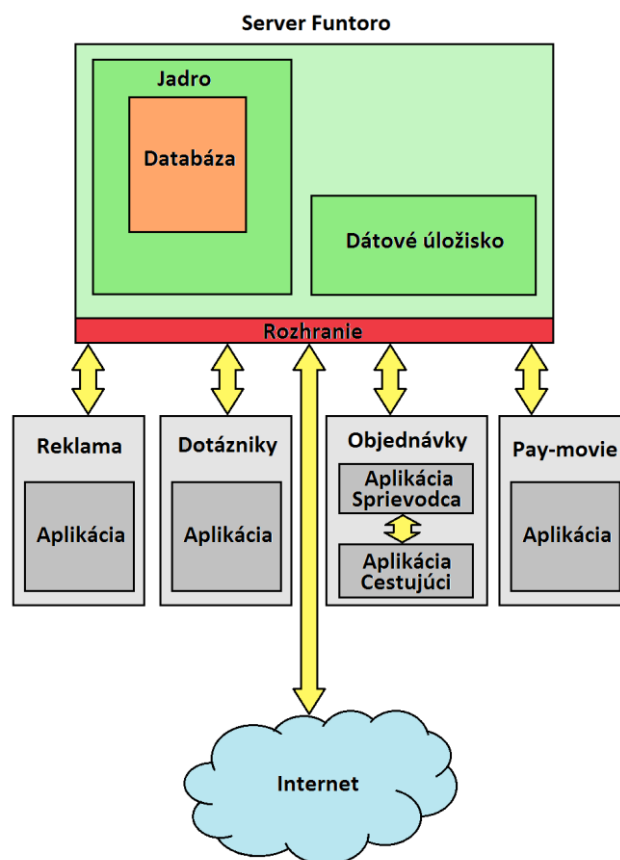 Server Funtoro
Jadro
Databáza
Dátové úložisko
Rozhranie
Reklama
Aplikácia
Dotázniky
Aplikácia
Objednávky
Aplikácia
Sprievodca
Aplikácia
Cestujúci
Pay-movie
Aplikácia
Internet